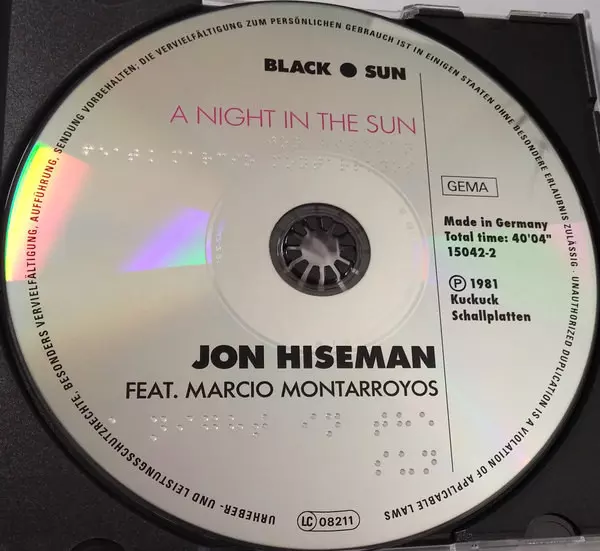 BLACK ● SUN
A NIGHT IN THE SUN
GEMA
Made in Germany
Total time: 40'04"
15042-2
Ⓟ 1981
Kuckuck
Schallplatten
JON HISEMAN
FEAT. MARCIO MONTARROYOS
LC 08211
URHEBER- UND LEISTUNGSSCHUTZRECHTE, BESONDERS VERVIELFÄLTIGUNG, AUFFÜHRUNG, SENDUNG VORBEHALTEN; DIE VERVIELFÄLTIGUNG ZUM PERSÖNLICHEN GEBRAUCH IST IN EINIGEN STAATEN OHNE BESONDERE ERLAUBNIS ZULÄSSIG · UNAUTHORIZED DUPLICATION IS A VIOLATION OF APPLICABLE LAWS